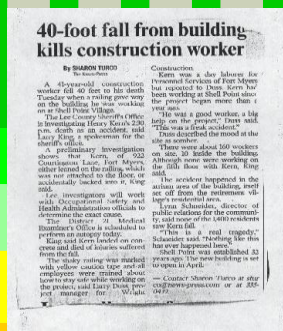 40-foot fall from building
kills construction worker
By SHARON TURCO
The News-Press
A 43-year-old construction
worker fell 40 feet to his death
Tuesday when a railing gave way
on the building he was working
on at Shell Point Village.
The Lee County Sheriff's Office
is investigating Henry Kern's 2:30
p.m. death as an accident, said
Larry King, a spokesman for the
sheriff's office.
A preliminary investigation
shows that Kern, of 922
Courtington Lane, Fort Myers,
either leaned on the railing, which
was not attached to the floor, or
accidentally backed into it, King
said.
Lee investigators will work
with Occupational Safety and
Health Administration officials to
determine the exact cause.
The District 21 Medical
Examiner's Office is scheduled to
perform an autopsy today.
King said Kern landed on con-
crete and died of injuries suffered
from the fall.
The shaky railing was marked
with yellow caution tape and all
employees were trained about
how to stay safe while working on
the project, said Larry Duss, pro-
ject manager for Wright
Construction.
Kern was a day laborer for
Personnel Services of Fort Myers
but reported to Duss. Kern had
been working at Shell Point since
the project began more than a
year ago.
"He was a good worker, a big
help on the project," Duss said.
"This was a freak accident."
Duss described the mood at the
site as somber.
There were about 160 workers
on site, 10 inside the building.
Although none were working on
the fifth floor with Kern, King
said.
The accident happened in the
atrium area of the building, itself
set off from the retirement vil-
lage's residential area.
Lynn Schneider, director of
public relations for the communi-
ty, said none of the 1,400 residents
saw Kern fall.
"This is a real tragedy,"
Schneider said. "Nothing like this
has ever happened here."
Shell Point was established 33
years ago. The new building is set
to open in April.
— Contact Sharon Turco at
or at 335-